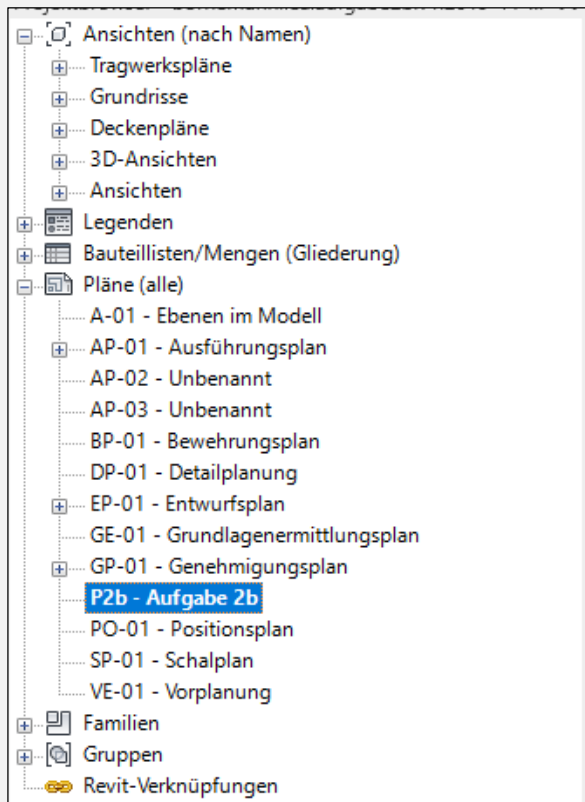 Ansichten (nach Namen)
Tragwerkspläne
Grundrisse
Deckenpläne
3D-Ansichten
Ansichten
Legenden
Bauteillisten/Mengen (Gliederung)
Pläne (alle)
A-01 - Ebenen im Modell
AP-01 - Ausführungsplan
AP-02 - Unbenannt
AP-03 - Unbenannt
BP-01 - Bewehrungsplan
DP-01 - Detailplanung
EP-01 - Entwurfsplan
GE-01 - Grundlagenermittlungsplan
GP-01 - Genehmigungsplan
P2b - Aufgabe 2b
PO-01 - Positionsplan
SP-01 - Schalplan
VE-01 - Vorplanung
Familien
Gruppen
Revit-Verknüpfungen